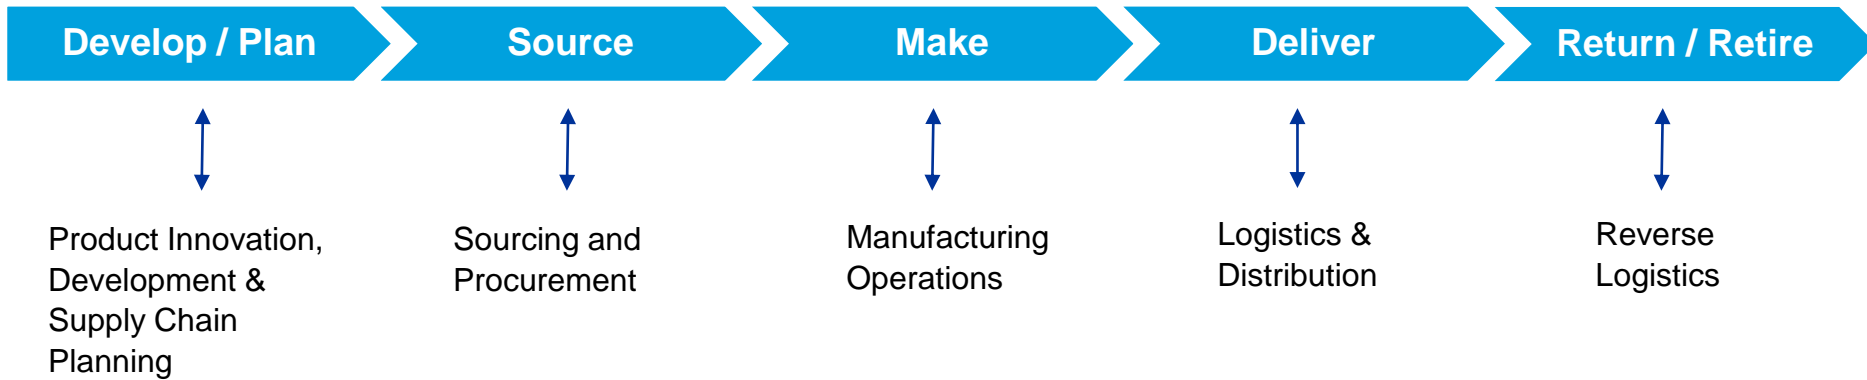 Develop / Plan
Source
Make
Deliver
Return / Retire
Product Innovation,
Development &
Supply Chain
Planning
Sourcing and
Procurement
Manufacturing
Operations
Logistics &
Distribution
Reverse
Logistics